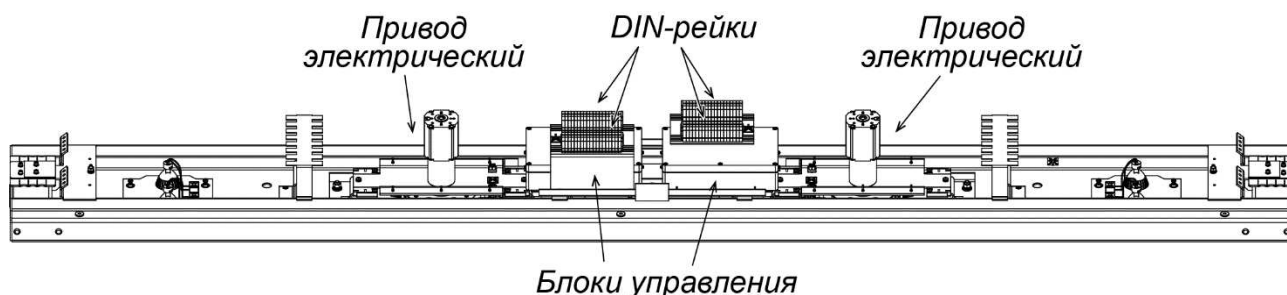 Привод
электрический
DIN-рейки
Привод
электрический
Блоки управления